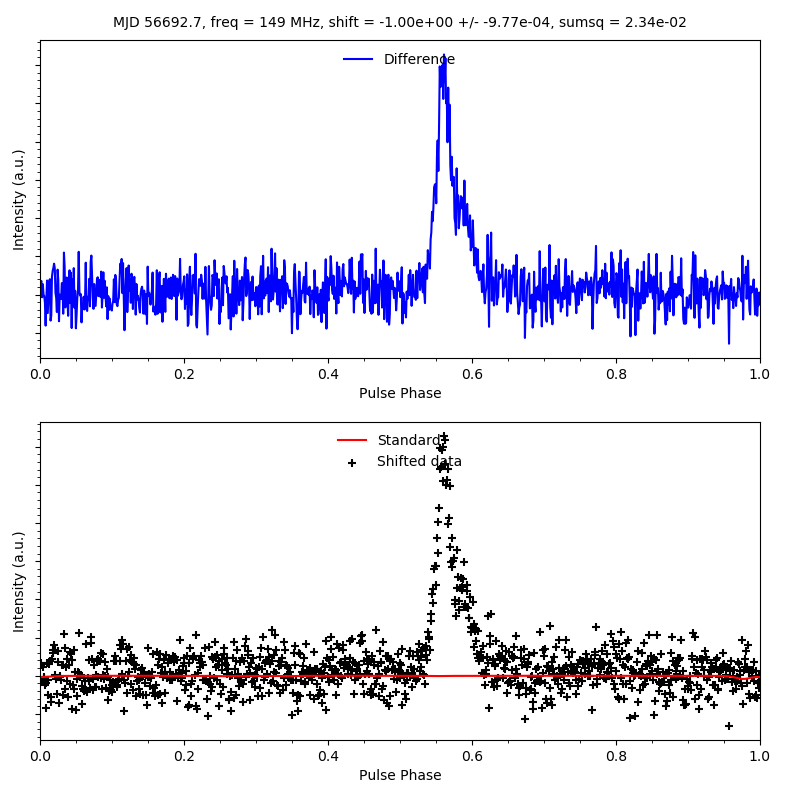 MJD 56692.7, freq = 149 MHz, shift = -1.00e+00 +/- -9.77e-04, sumsq = 2.34e-02
Difference
Intensity (a.u.)
0.0 0.2 0.4 0.6 0.8 1.0
Pulse Phase
Standard
Shifted data
Intensity (a.u.)
0.0 0.2 0.4 0.6 0.8 1.0
Pulse Phase